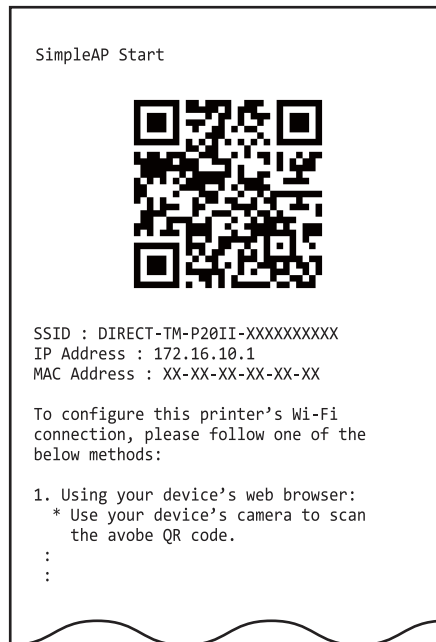 SimpleAP Start
SSID : DIRECT-TM-P20II-XXXXXXXXXX
IP Address : 172.16.10.1
MAC Address : XX-XX-XX-XX-XX-XX
To configure this printer’s Wi-Fi
connection, please follow one of the
below methods:
1. Using your device’s web browser:
* Use your device’s camera to scan
the avobe QR code.
:
: